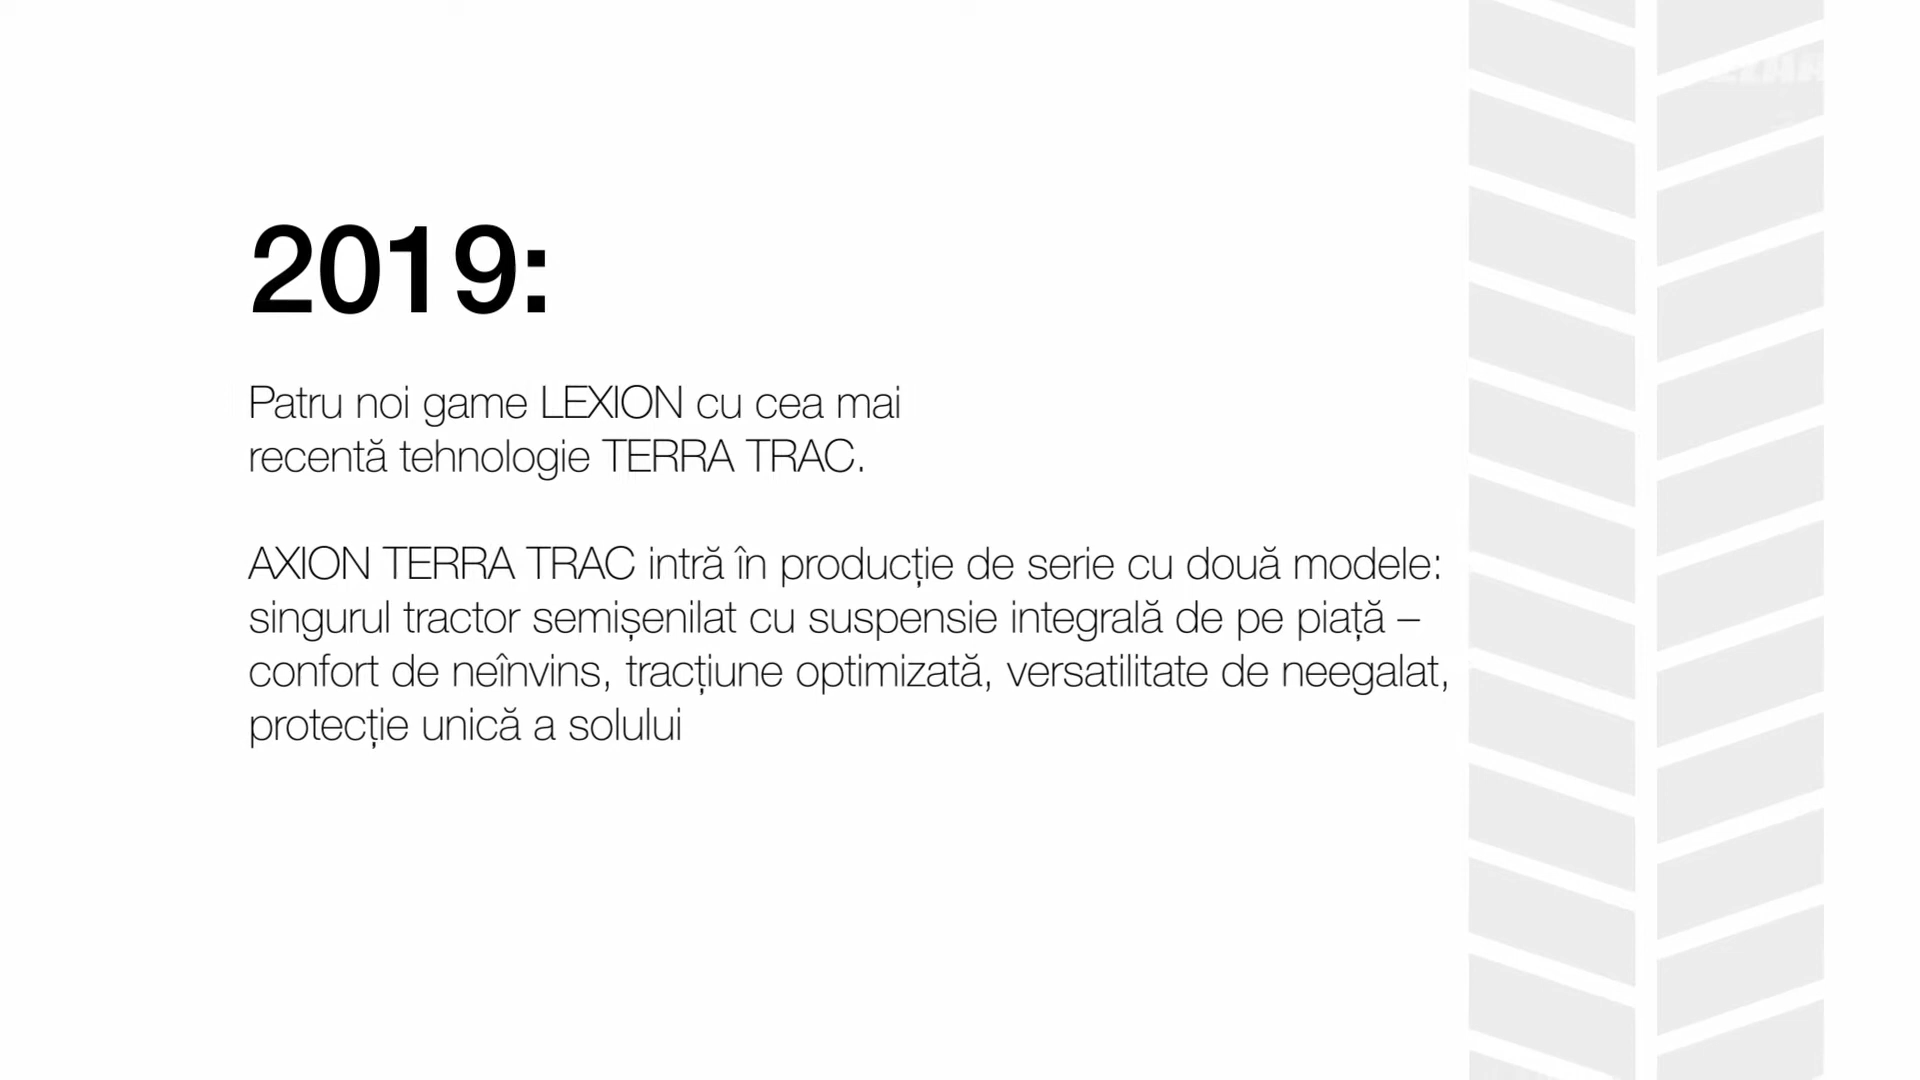 2019:
Patru noi game LEXION cu cea mai
recentă tehnologie TERRA TRAC.
AXION TERRA TRAC intră în producție de serie cu două modele:
singurul tractor semișenilat cu suspensie integrală de pe piață –
confort de neînvins, tracțiune optimizată, versatilitate de neegalat,
protecție unică a solului